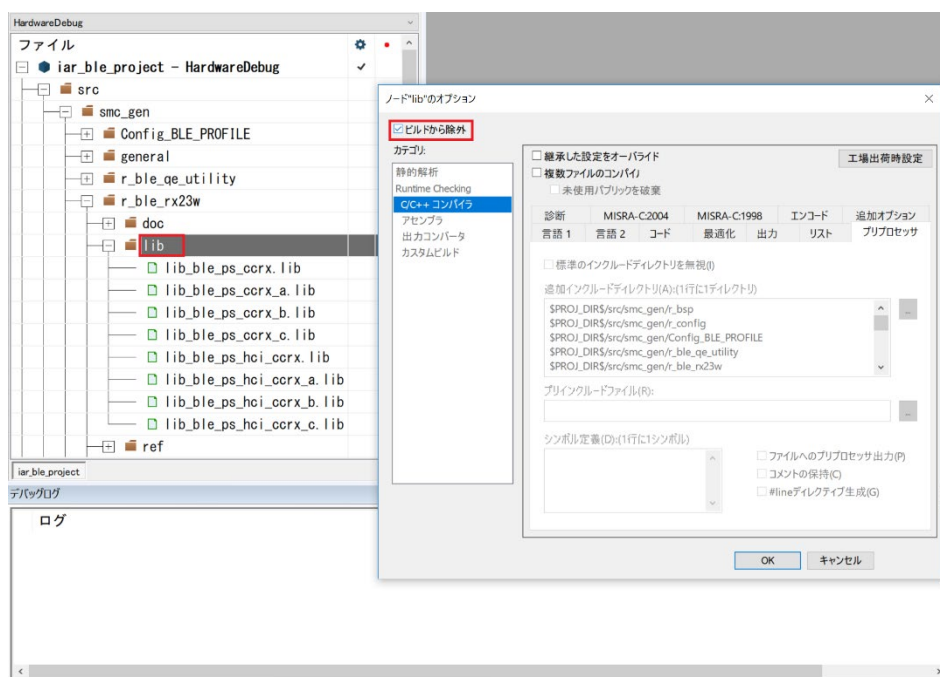 HardwareDebug
ファイル
iar_ble_project - HardwareDebug
src
smc_gen
Config_BLE_PROFILE
general
r_ble_qe_utility
r_ble_rx23w
doc
lib
lib_ble_ps_ccrx.lib
lib_ble_ps_ccrx_a.lib
lib_ble_ps_ccrx_b.lib
lib_ble_ps_ccrx_c.lib
lib_ble_ps_hci_ccrx.lib
lib_ble_ps_hci_ccrx_a.lib
lib_ble_ps_hci_ccrx_b.lib
lib_ble_ps_hci_ccrx_c.lib
ref
iar_ble_project
デバッグログ
ログ
ノード"lib"のオプション
ビルドから除外
カテゴリ:
静的解析
Runtime Checking
C/C++ コンパイラ
アセンブラ
出力コンバータ
カスタムビルド
継承した設定をオーバライド
工場出荷時設定
複数ファイルのコンパイル
未使用パブリックを破棄
診断 MISRA-C:2004 MISRA-C:1998 エンコード 追加オプション
言語 1 言語 2 コード 最適化 出力 リスト プリプロセッサ
標準のインクルードディレクトリを無視(I)
追加インクルードディレクトリ(A):(1行に1ディレクトリ)
$PROJ_DIR$/src/smc_gen/r_bsp
$PROJ_DIR$/src/smc_gen/r_config
$PROJ_DIR$/src/smc_gen/Config_BLE_PROFILE
$PROJ_DIR$/src/smc_gen/r_ble_qe_utility
$PROJ_DIR$/src/smc_gen/r_ble_rx23w
...
プリインクルードファイル(R):
...
シンボル定義(D):(1行に1シンボル)
ファイルへのプリプロセッサ出力(P)
コメントの保持(C)
#lineディレクティブ生成(G)
OK キャンセル